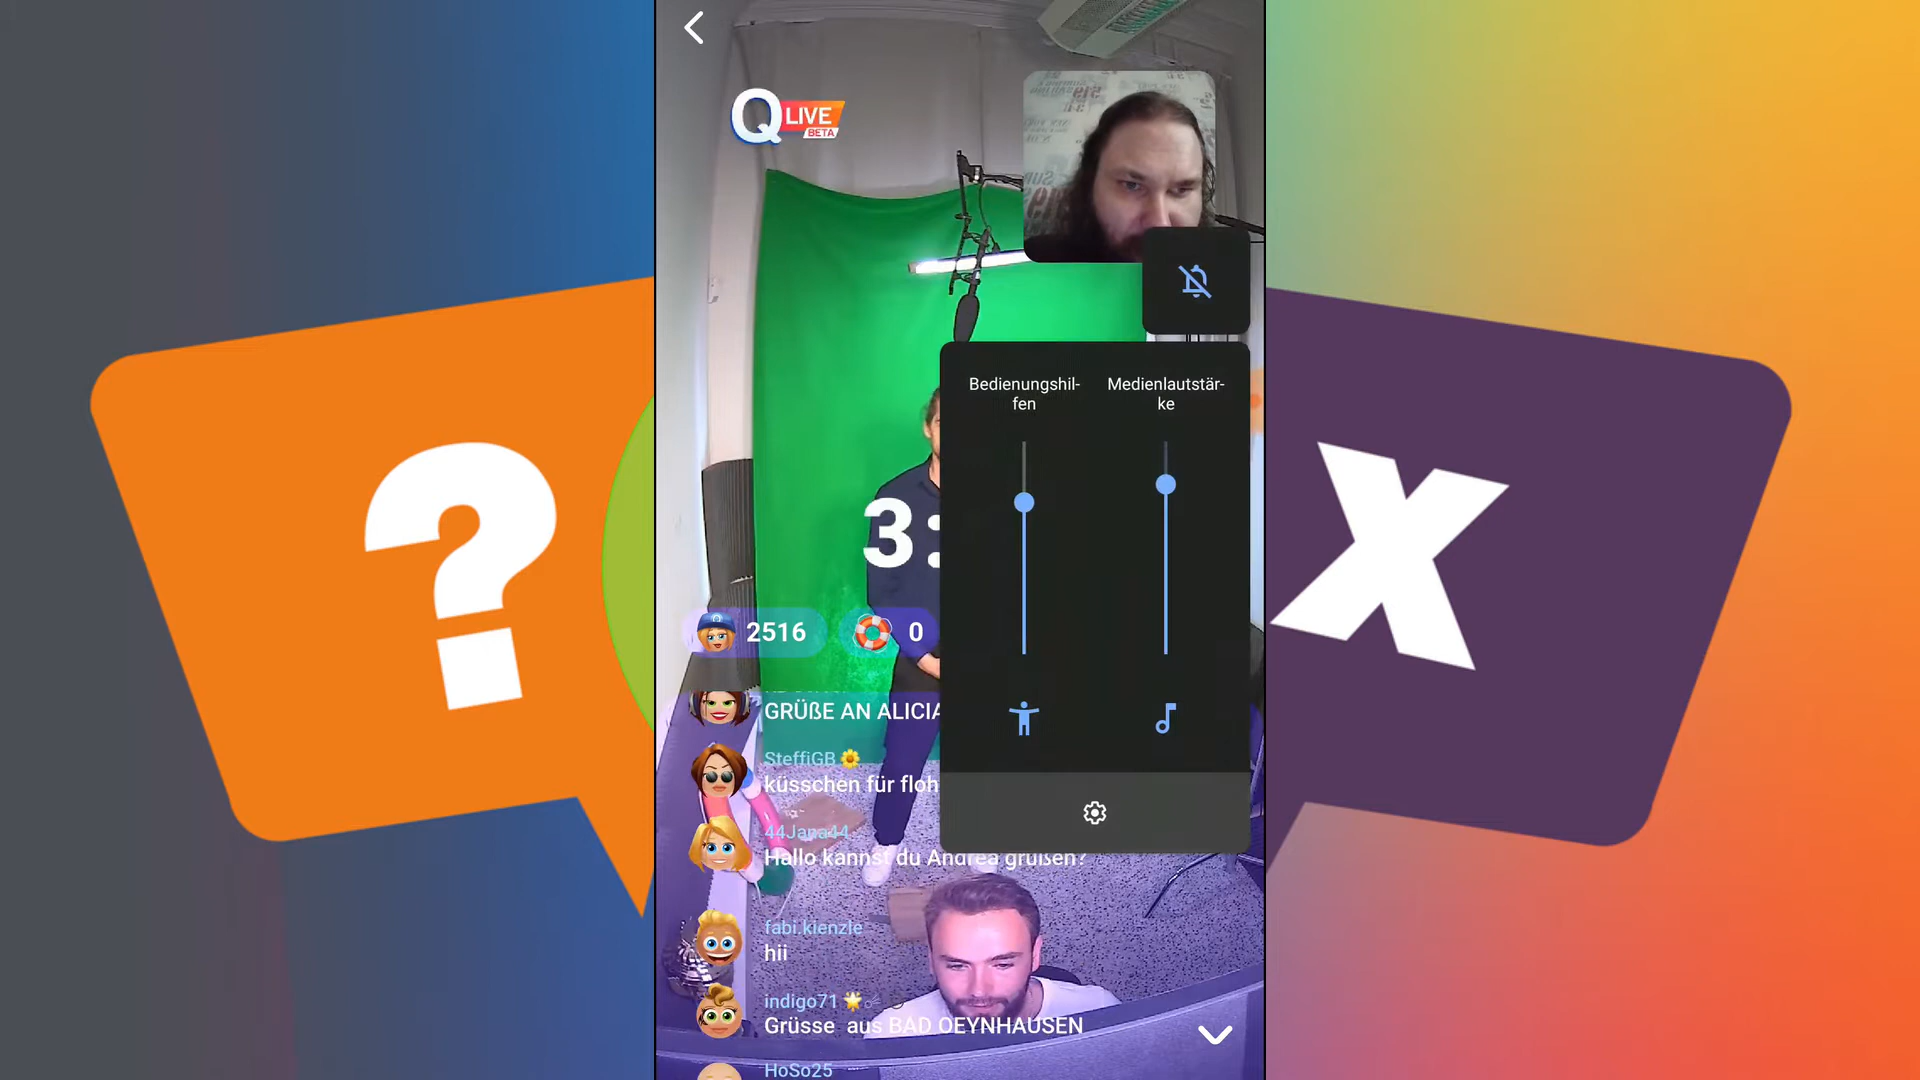 Q LIVE
BETA
Bedienungshil-
fen
Medienlautstär-
ke
3:
2516
0
GRÜẞE AN ALICIA
SteffiGB
küsschen für floh
44Jana44
Hallo kannst du Andrea grüßen?
fabi.kienzle
hii
indigo71
Grüsse aus BAD OEYNHAUSEN
HoSo25
?
X